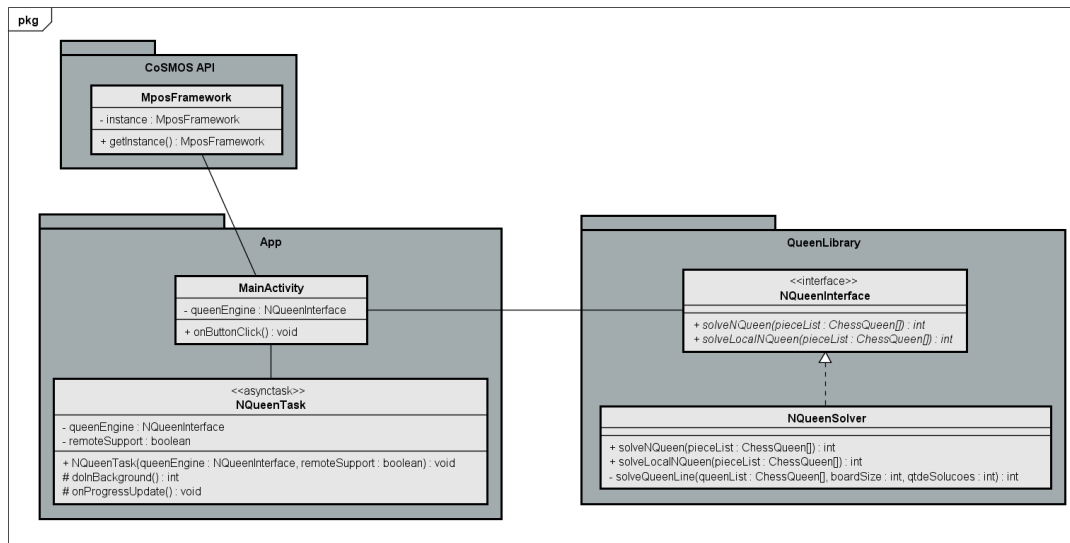 pkg
CoSMOS API
MposFramework
- instance : MposFramework
+ getInstance() : MposFramework
App
MainActivity
- queenEngine : NQueenInterface
+ onButtonClick() : void
<<asynctask>>
NQueenTask
- queenEngine : NQueenInterface
- remoteSupport : boolean
+ NQueenTask(queenEngine : NQueenInterface, remoteSupport : boolean) : void
# doInBackground() : int
# onProgressUpdate() : void
QueenLibrary
<<interface>>
NQueenInterface
+ solveNQueen(pieceList : ChessQueen[]) : int
+ solveLocalNQueen(pieceList : ChessQueen[]) : int
NQueenSolver
+ solveNQueen(pieceList : ChessQueen[]) : int
+ solveLocalNQueen(pieceList : ChessQueen[]) : int
- solveQueenLine(queenList : ChessQueen[], boardSize : int, qtdeSolucoes : int) : int